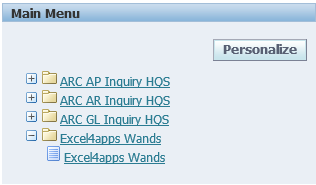 Main Menu
Personalize
ARC AP Inquiry HQS
ARC AR Inquiry HQS
ARC GL Inquiry HQS
Excel4apps Wands
Excel4apps Wands